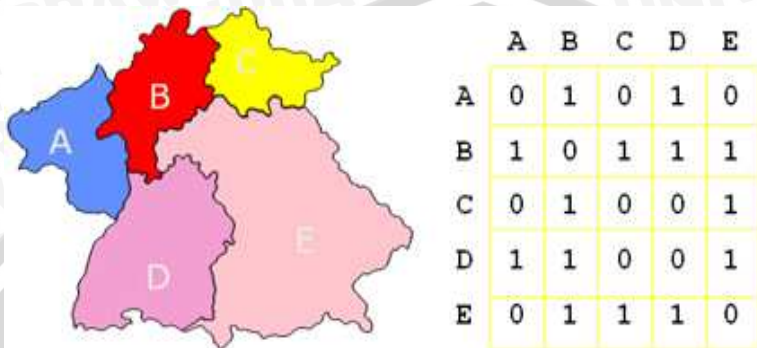 C
B
A
E
D
A B C D E
A 0 1 0 1 0
B 1 0 1 1 1
C 0 1 0 0 1
D 1 1 0 0 1
E 0 1 1 1 0